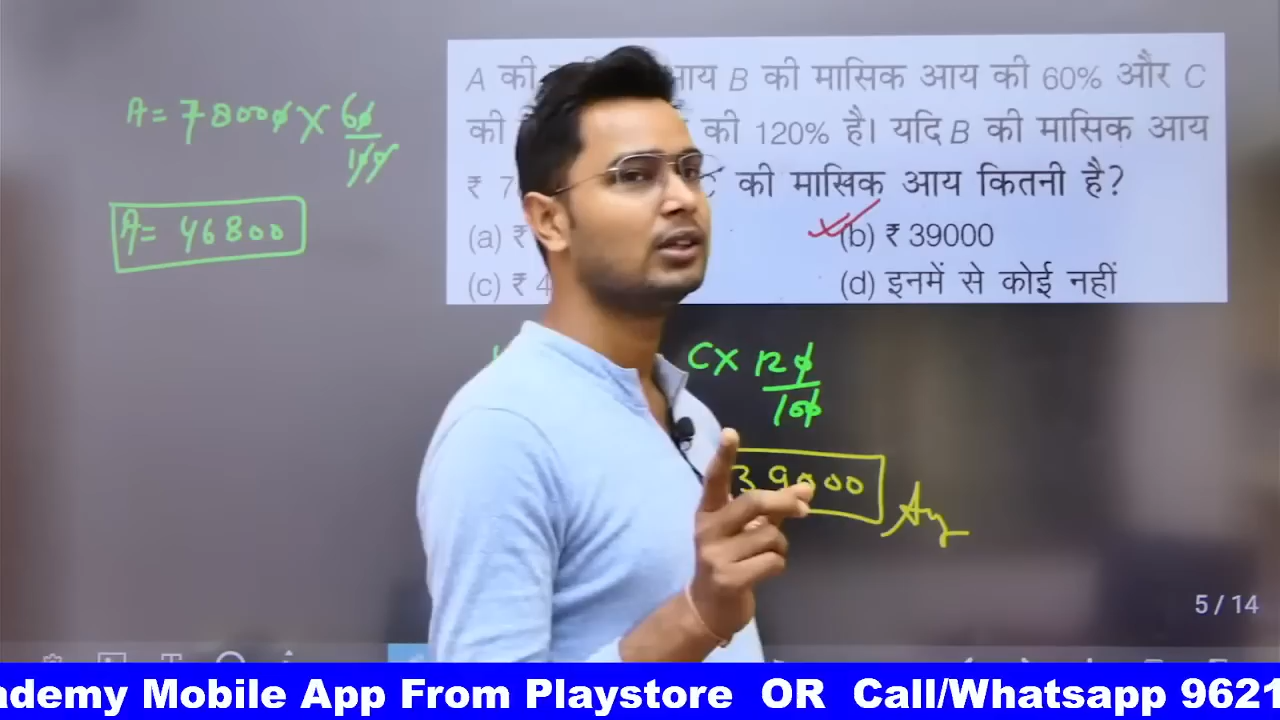 A की आय B की मासिक आय की 60% और C
की की 120% है। यदि B की मासिक आय
₹ 7 C की मासिक आय कितनी है?
(a) ₹ (b) ₹ 39000
(c) ₹ 4 (d) इनमें से कोई नहीं
A = 78000 × 60/100
A = 46800
C × 120/100
39000 Ans
5 / 14
ademy Mobile App From Playstore OR Call/Whatsapp 9621